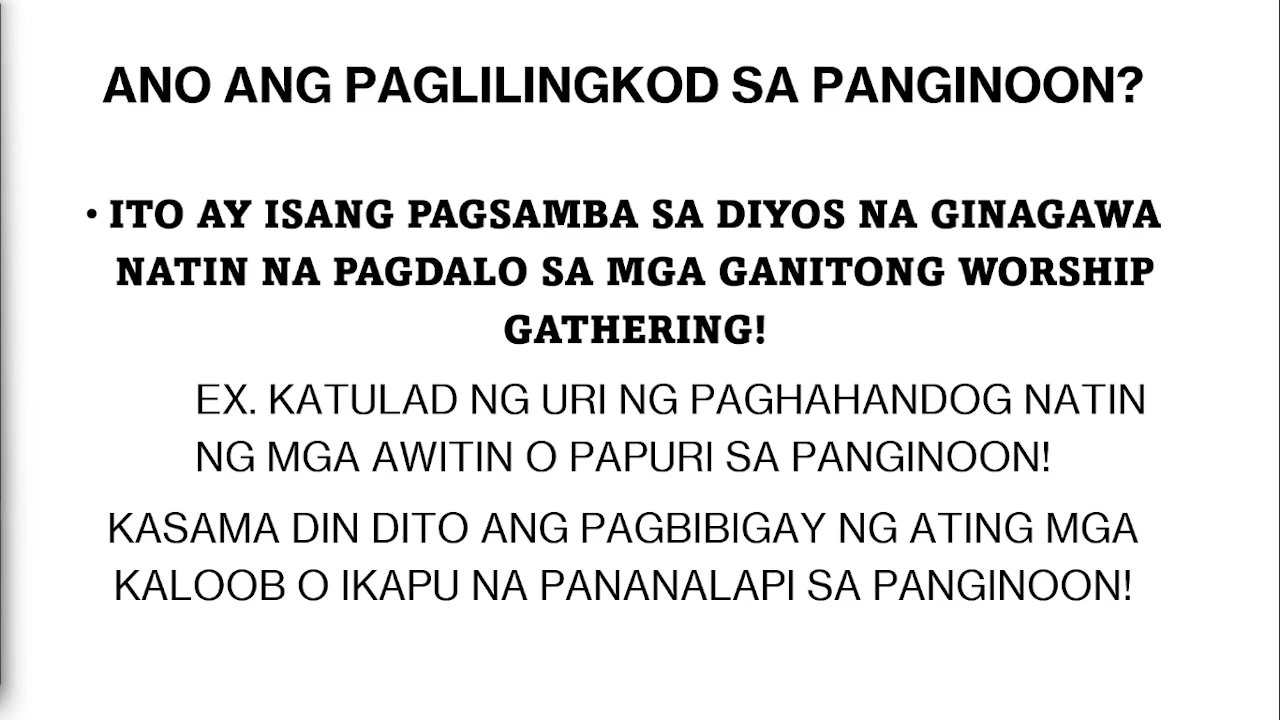 ANO ANG PAGLILINGKOD SA PANGINOON?
• ITO AY ISANG PAGSAMBA SA DIYOS NA GINAGAWA
NATIN NA PAGDALO SA MGA GANITONG WORSHIP
GATHERING!
EX. KATULAD NG URI NG PAGHAHANDOG NATIN
NG MGA AWITIN O PAPURI SA PANGINOON!
KASAMA DIN DITO ANG PAGBIBIGAY NG ATING MGA
KALOOB O IKAPU NA PANANALAPI SA PANGINOON!